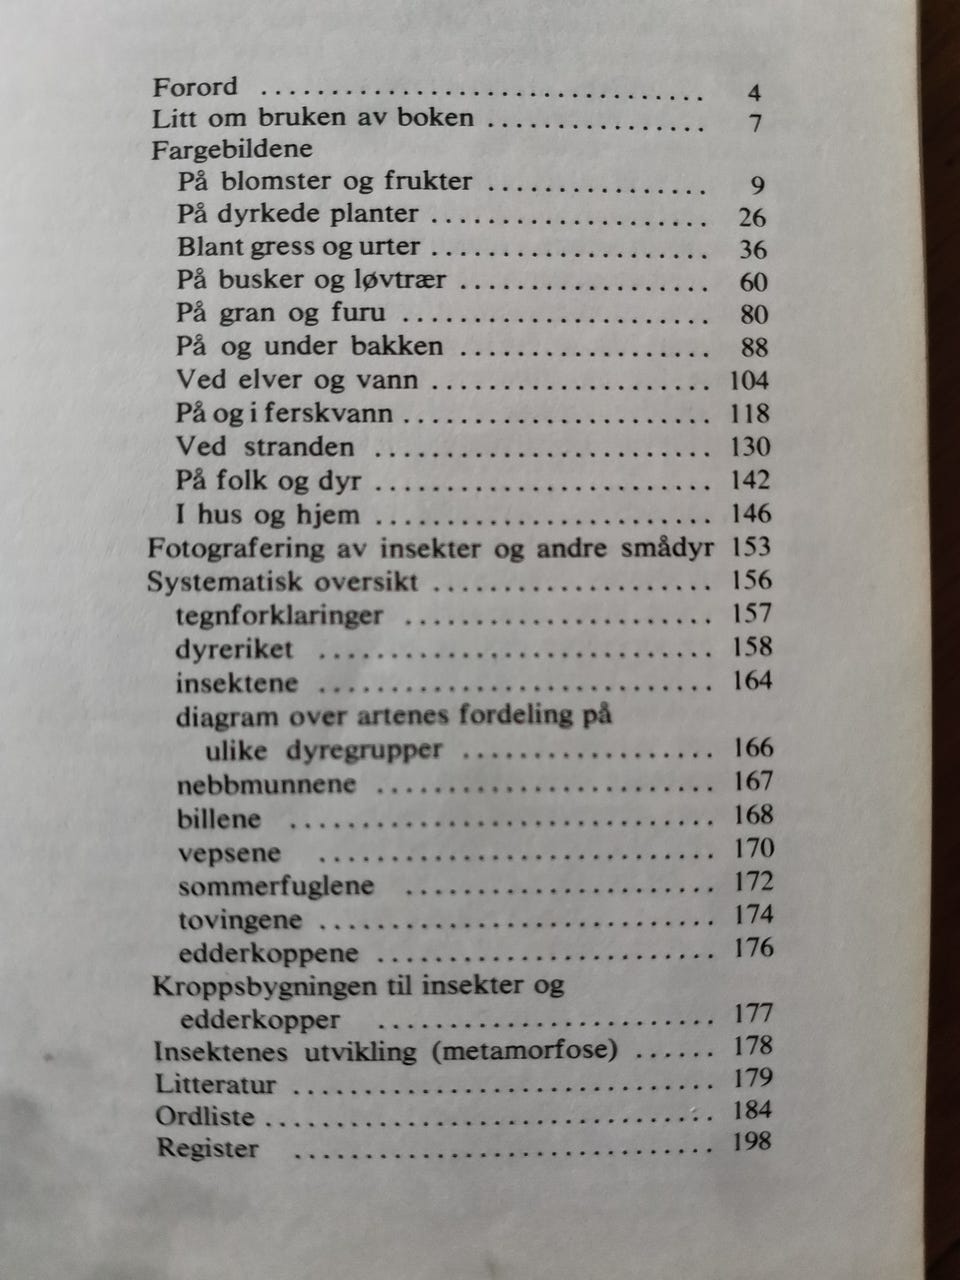 Forord ................................ 4
Litt om bruken av boken ................ 7
Fargebildene
På blomster og frukter ................ 9
På dyrkede planter .................... 26
Blant gress og urter .................... 36
På busker og løvtrær .................. 60
På gran og furu ...................... 80
På og under bakken .................. 88
Ved elver og vann .................... 104
På og i ferskvann ...................... 118
Ved stranden ........................ 130
På folk og dyr ........................ 142
I hus og hjem ........................ 146
Fotografering av insekter og andre smådyr 153
Systematisk oversikt .................... 156
tegnforklaringer ...................... 157
dyreriket ............................ 158
insektene ............................ 164
diagram over artenes fordeling på
ulike dyregrupper .................. 166
nebbmunnene ........................ 167
billene .............................. 168
vepsene ............................ 170
sommerfuglene ...................... 172
tovingene ............................ 174
edderkoppene ........................ 176
Kroppsbygningen til insekter og
edderkopper ........................ 177
Insektenes utvikling (metamorfose) ...... 178
Litteratur .............................. 179
Ordliste ................................ 184
Register .............................. 198